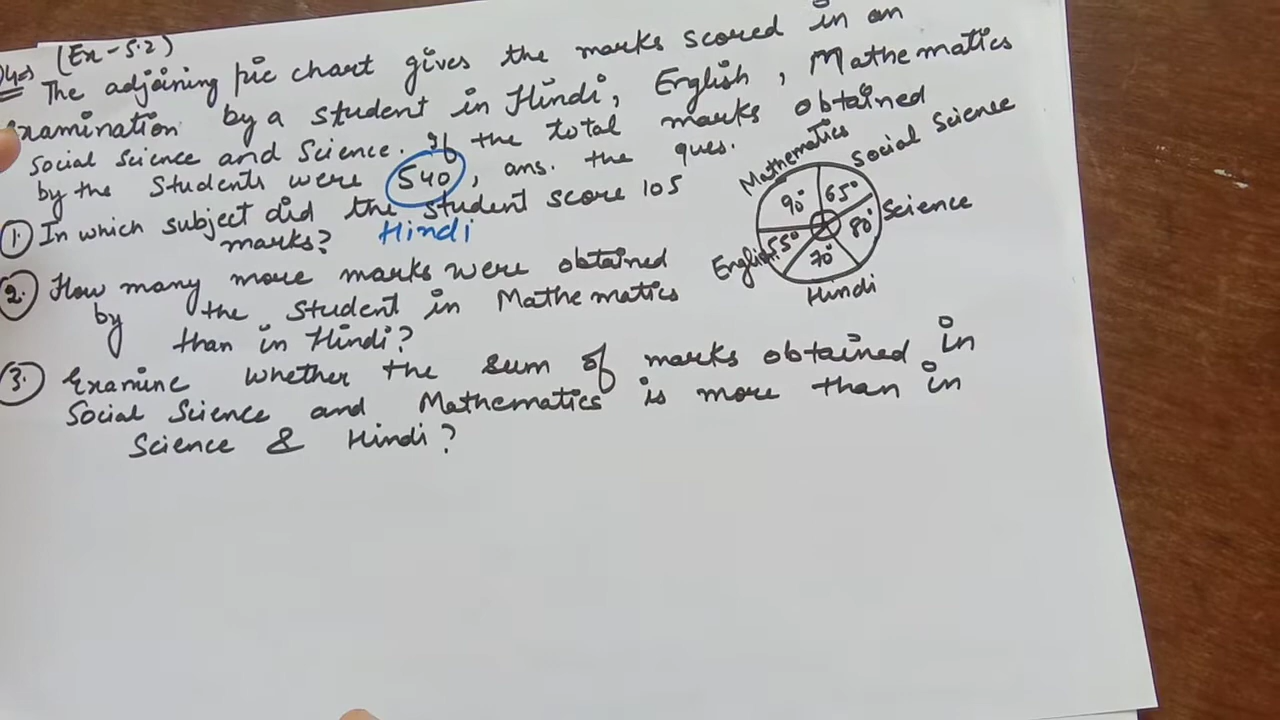 (Ex-5.2)
The adjoining pie chart gives the marks scored in an
examination by a student in Hindi, English, Mathematics
Social Science and Science. If the total marks obtained
by the students were 540, ans. the ques.
1. In which subject did the student score 105
marks? Hindi
2. How many more marks were obtained
by the student in Mathematics
than in Hindi?
3. Examine whether the sum of marks obtained in
Social Science and Mathematics is more than in
Science & Hindi?
Mathematics
Social Science
90° 65°
Science
80°
55°
English
70°
Hindi